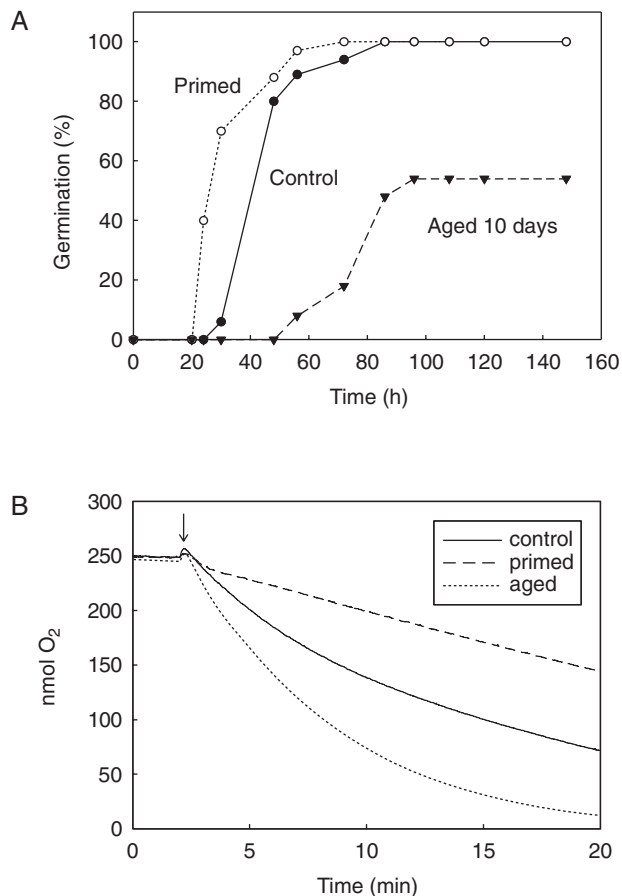 A
100
Primed
80
60
Control
40
Aged 10 days
20
0
0 20 40 60 80 100 120 140 160
Germination (%)
Time (h)
B
300
control
250
primed
aged
200
150
100
50
0
0 5 10 15 20
nmol O₂
Time (min)